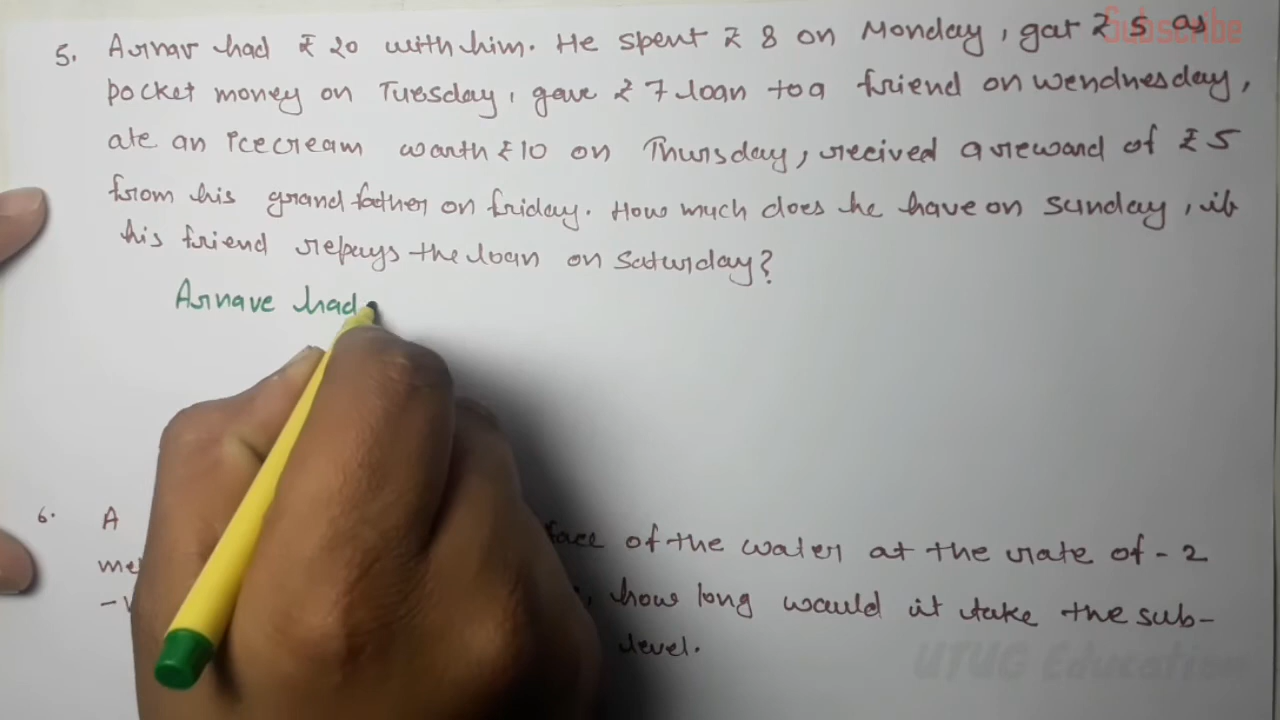 5. Arnav had ₹ 20 with him. He spent ₹ 8 on Monday, got ₹ 5 as
Subscribe
pocket money on Tuesday, gave ₹ 7 loan to a friend on wendnesday,
ate an icecream worth ₹ 10 on Thursday, recived a reward of ₹ 5
from his grand father on friday. How much does he have on sunday, if
his friend repays the loan on Saturday?
Arnave had
6. A face of the water at the rate of - 2
how long would it take the sub-
level.
UTUG Education